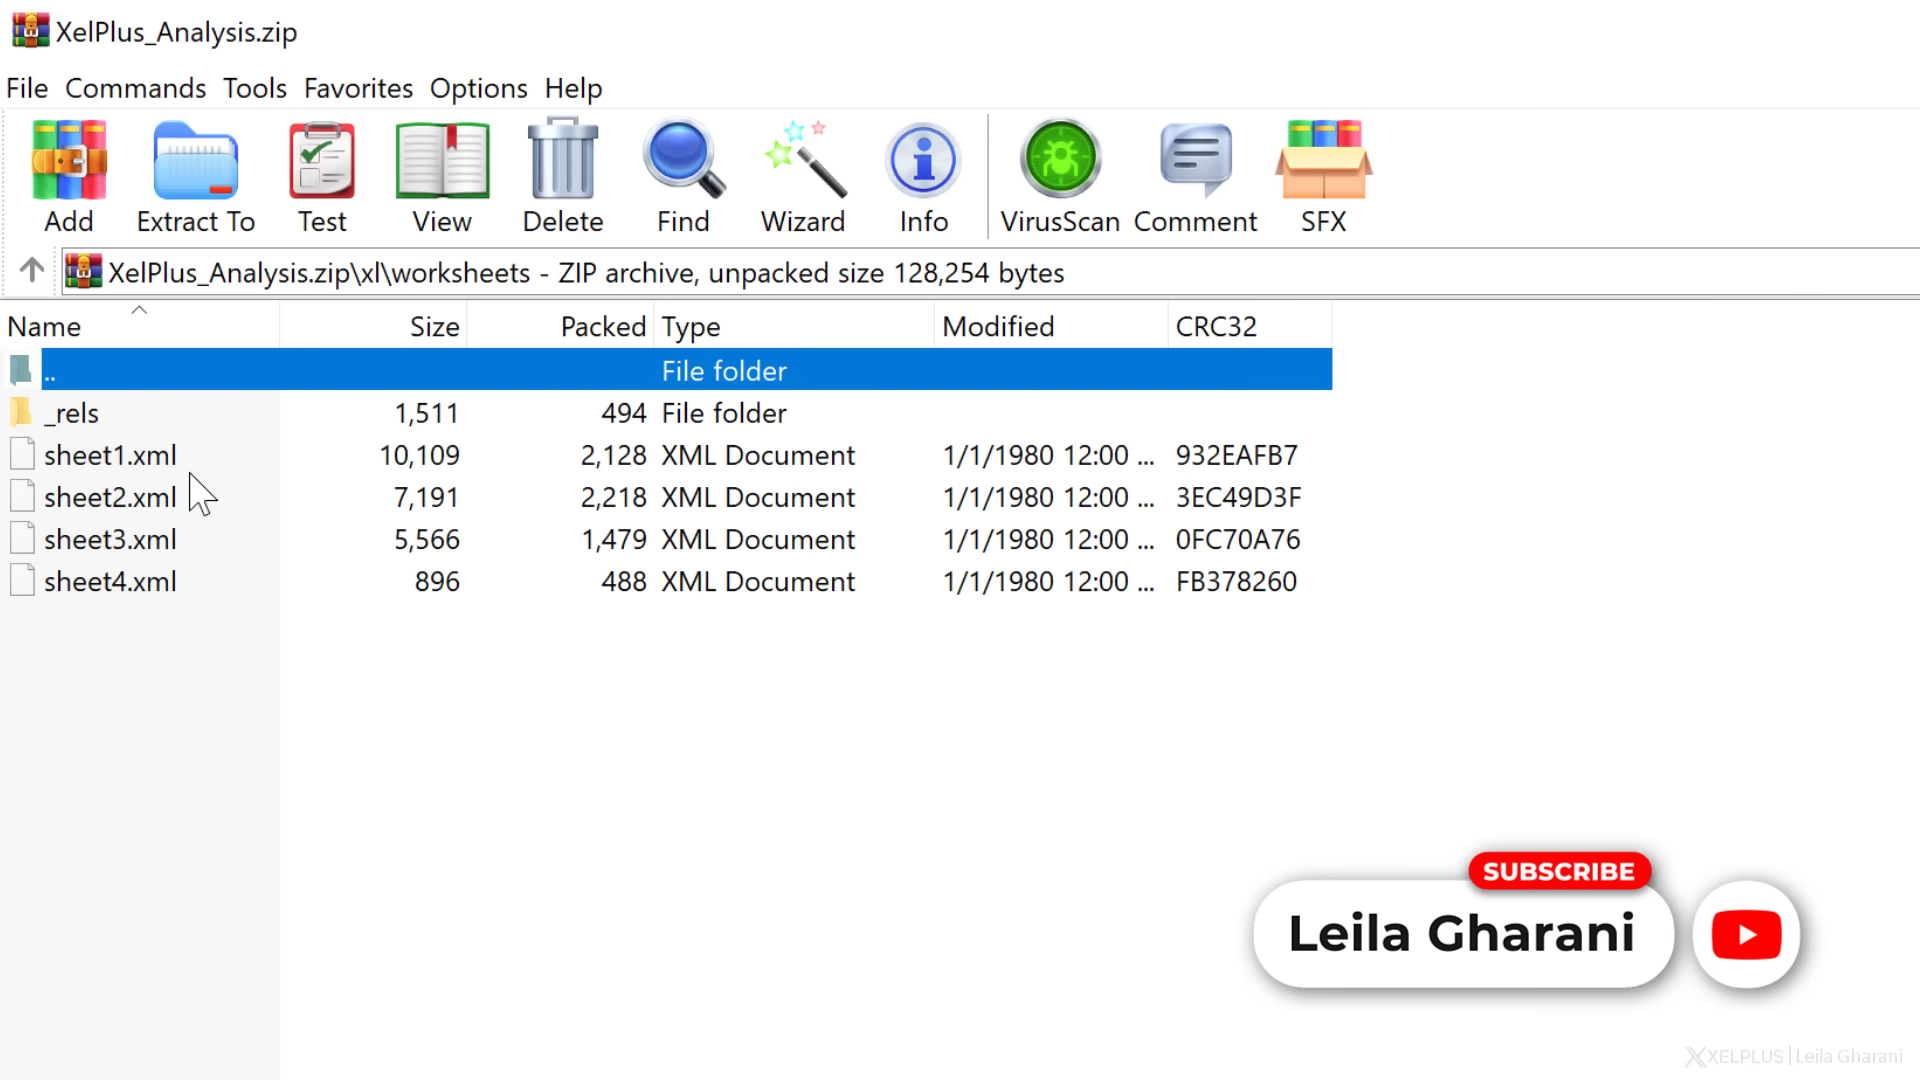 XelPlus_Analysis.zip
File Commands Tools Favorites Options Help
Add Extract To Test View Delete Find Wizard Info VirusScan Comment SFX
XelPlus_Analysis.zip\xl\worksheets - ZIP archive, unpacked size 128,254 bytes
Name Size Packed Type Modified CRC32
.. File folder
_rels 1,511 494 File folder
sheet1.xml 10,109 2,128 XML Document 1/1/1980 12:00 ... 932EAFB7
sheet2.xml 7,191 2,218 XML Document 1/1/1980 12:00 ... 3EC49D3F
sheet3.xml 5,566 1,479 XML Document 1/1/1980 12:00 ... 0FC70A76
sheet4.xml 896 488 XML Document 1/1/1980 12:00 ... FB378260
SUBSCRIBE
Leila Gharani
XELPLUS | Leila Gharani